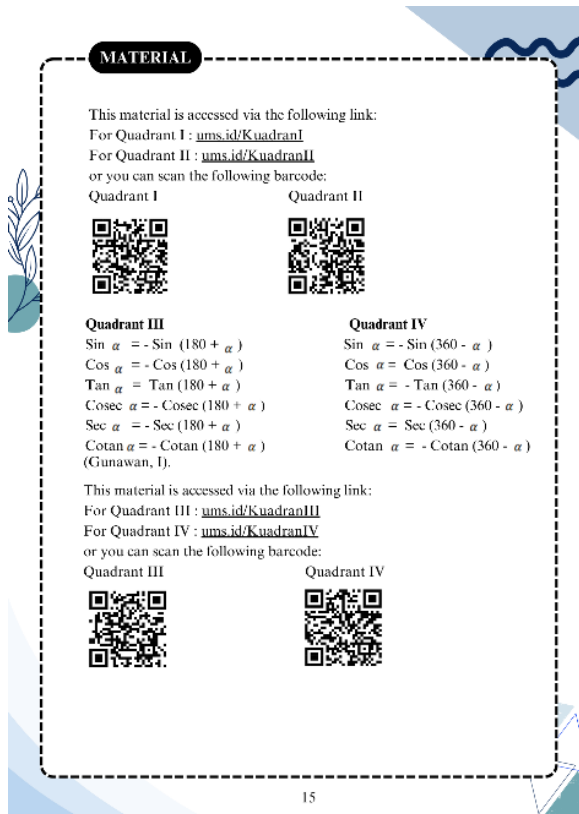 MATERIAL
This material is accessed via the following link:
For Quadrant I : ums.id/KuadranI
For Quadrant II : ums.id/KuadranII
or you can scan the following barcode:
Quadrant I
Quadrant II
Quadrant III
Sin α = - Sin (180 + α )
Cos α = - Cos (180 + α )
Tan α = Tan (180 + α )
Cosec α = - Cosec (180 + α )
Sec α = - Sec (180 + α )
Cotan α = - Cotan (180 + α )
(Gunawan, I).
Quadrant IV
Sin α = - Sin (360 - α )
Cos α = Cos (360 - α )
Tan α = - Tan (360 - α )
Cosec α = - Cosec (360 - α )
Sec α = Sec (360 - α )
Cotan α = - Cotan (360 - α )
This material is accessed via the following link:
For Quadrant III : ums.id/KuadranIII
For Quadrant IV : ums.id/KuadranIV
or you can scan the following barcode:
Quadrant III
Quadrant IV
15